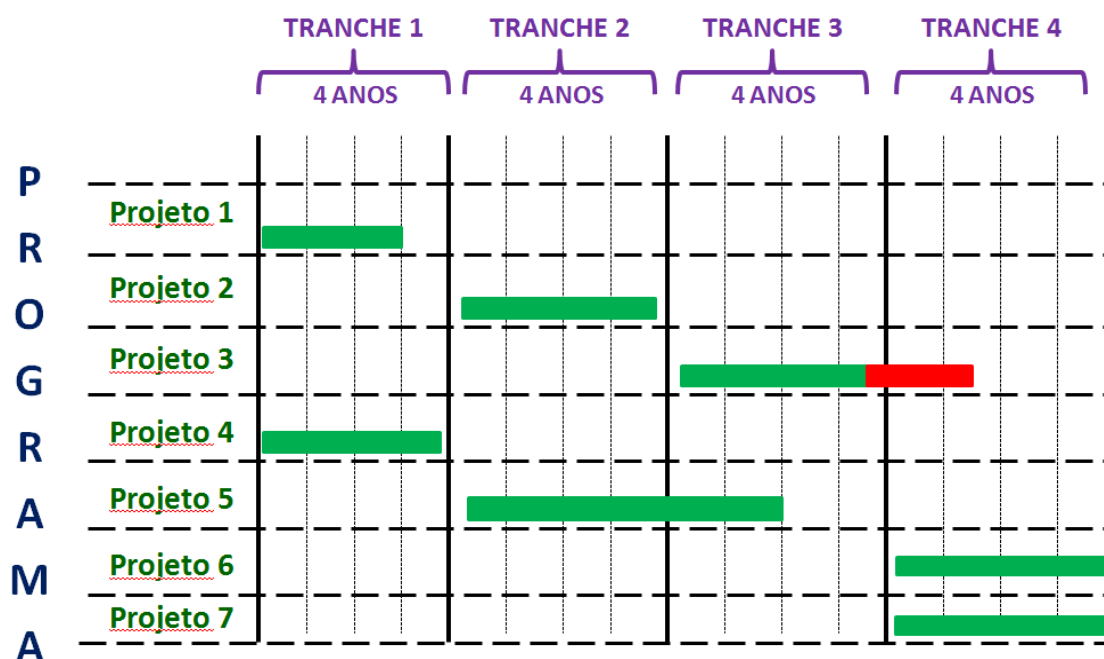 TRANCHE 1 TRANCHE 2 TRANCHE 3 TRANCHE 4
4 ANOS 4 ANOS 4 ANOS 4 ANOS
PROGRAMA
Projeto 1
Projeto 2
Projeto 3
Projeto 4
Projeto 5
Projeto 6
Projeto 7